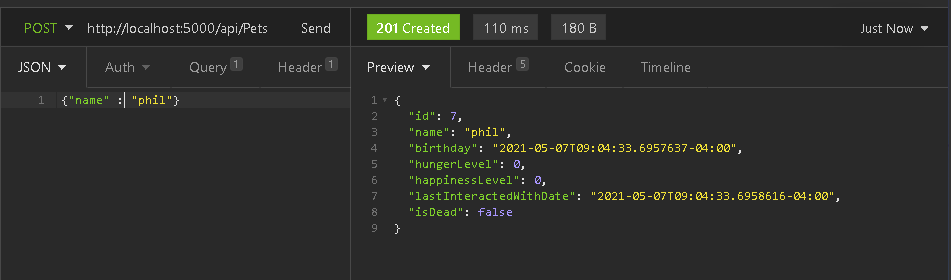 POST http://localhost:5000/api/Pets Send 201 Created 110 ms 180 B Just Now
JSON Auth Query 1 Header 1 Preview Header 5 Cookie Timeline
1 {"name" : "phil"}
1 {
2 "id": 7,
3 "name": "phil",
4 "birthday": "2021-05-07T09:04:33.6957637-04:00",
5 "hungerLevel": 0,
6 "happinessLevel": 0,
7 "lastInteractedWithDate": "2021-05-07T09:04:33.6958616-04:00",
8 "isDead": false
9 }